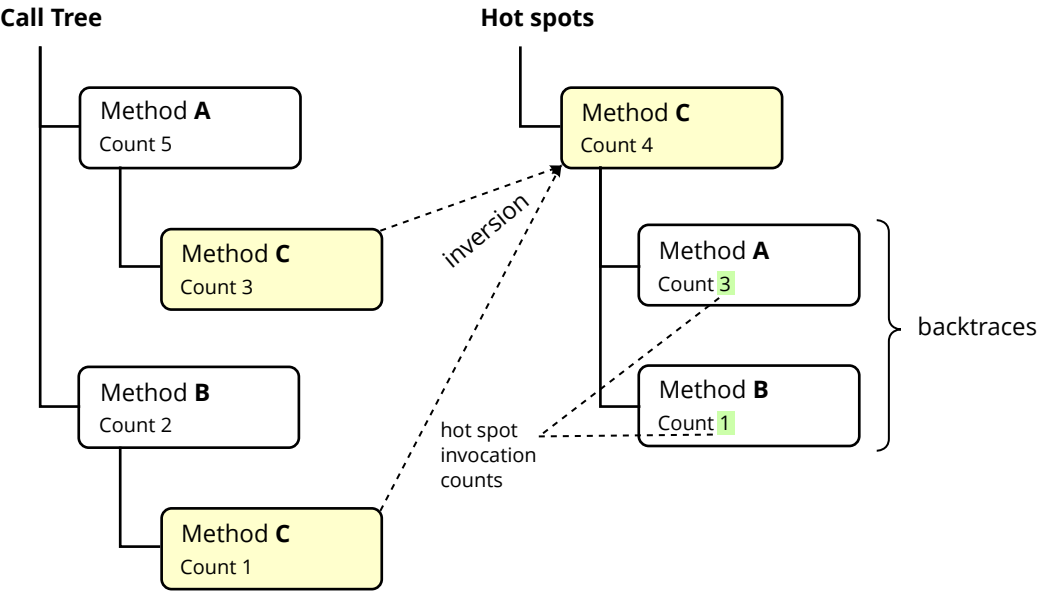 Call Tree
Method A
Count 5
Method C
Count 3
Method B
Count 2
Method C
Count 1
Hot spots
Method C
Count 4
inversion
Method A
Count 3
Method B
Count 1
backtraces
hot spot
invocation
counts